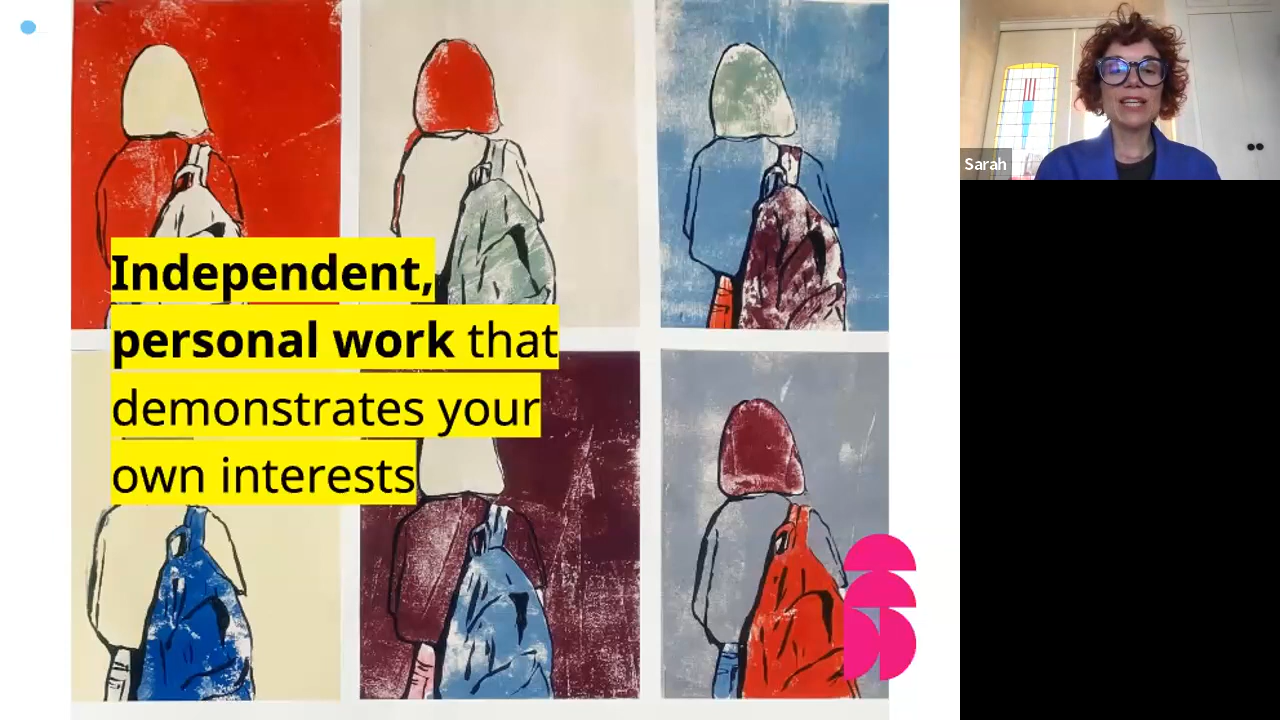 Independent,
personal work that
demonstrates your
own interests
Sarah